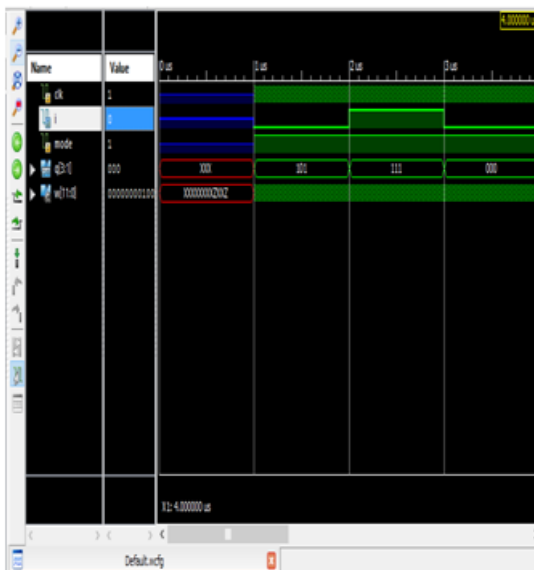 4.000000 us
Name Value 0 us 1 us 2 us 3 us
clk 1
i 0
mode 1
q[3:1] 000 XXX 101 111 000
w[11:0] 00000000100 XXXXXXXXZXXZ
X1: 4.000000 us
Default.wcfg